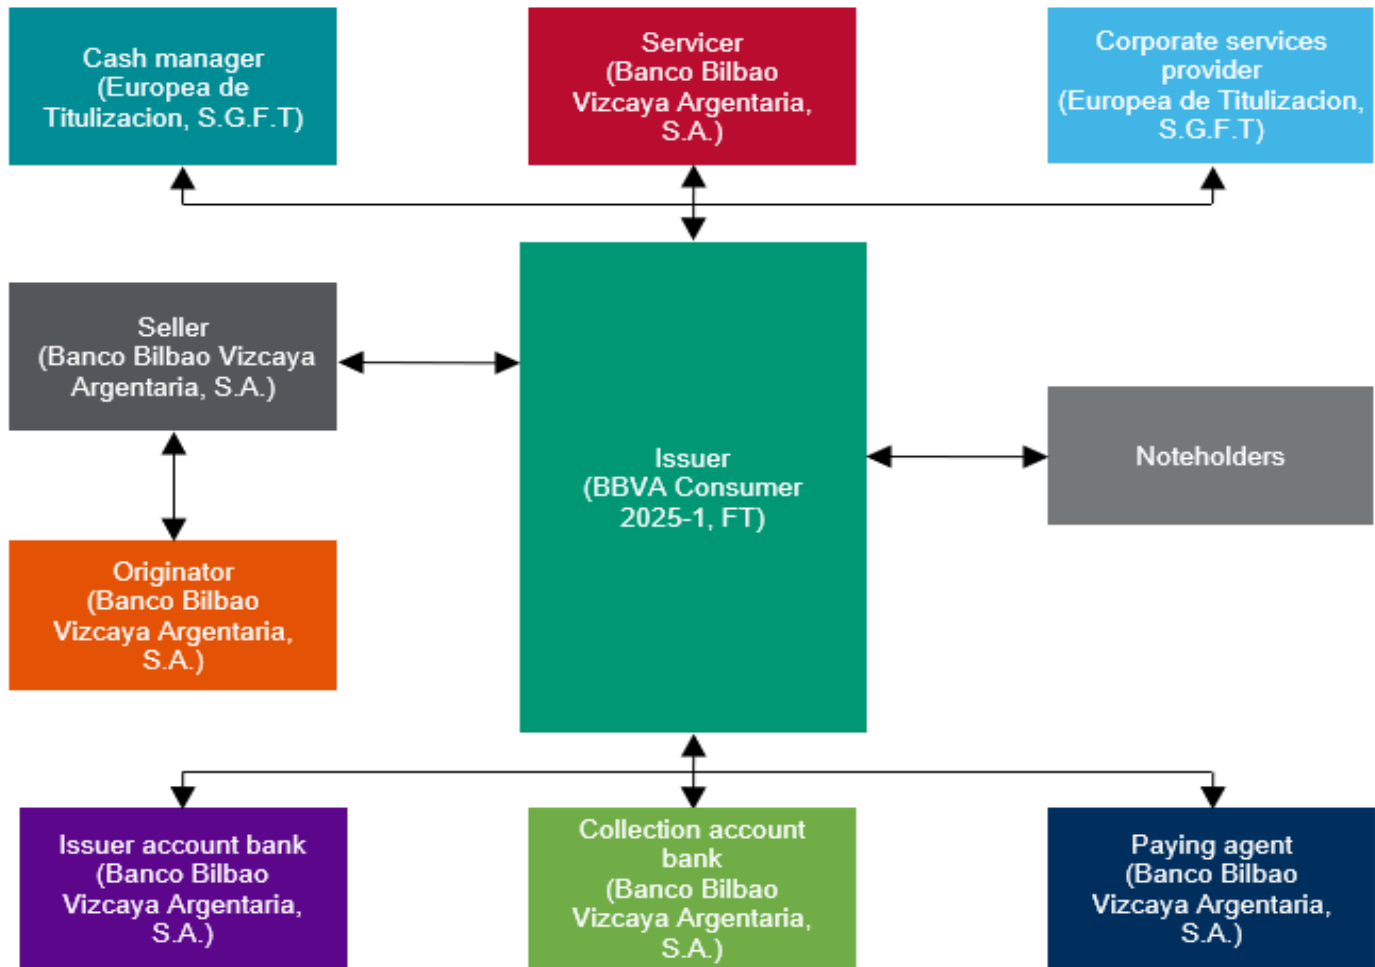 Cash manager
(Europea de
Titulizacion, S.G.F.T)
Servicer
(Banco Bilbao
Vizcaya Argentaria,
S.A.)
Corporate services
provider
(Europea de Titulizacion,
S.G.F.T)
Seller
(Banco Bilbao Vizcaya
Argentaria, S.A.)
Issuer
(BBVA Consumer
2025-1, FT)
Noteholders
Originator
(Banco Bilbao
Vizcaya Argentaria,
S.A.)
Issuer account bank
(Banco Bilbao
Vizcaya Argentaria,
S.A.)
Collection account
bank
(Banco Bilbao
Vizcaya Argentaria,
S.A.)
Paying agent
(Banco Bilbao
Vizcaya Argentaria,
S.A.)